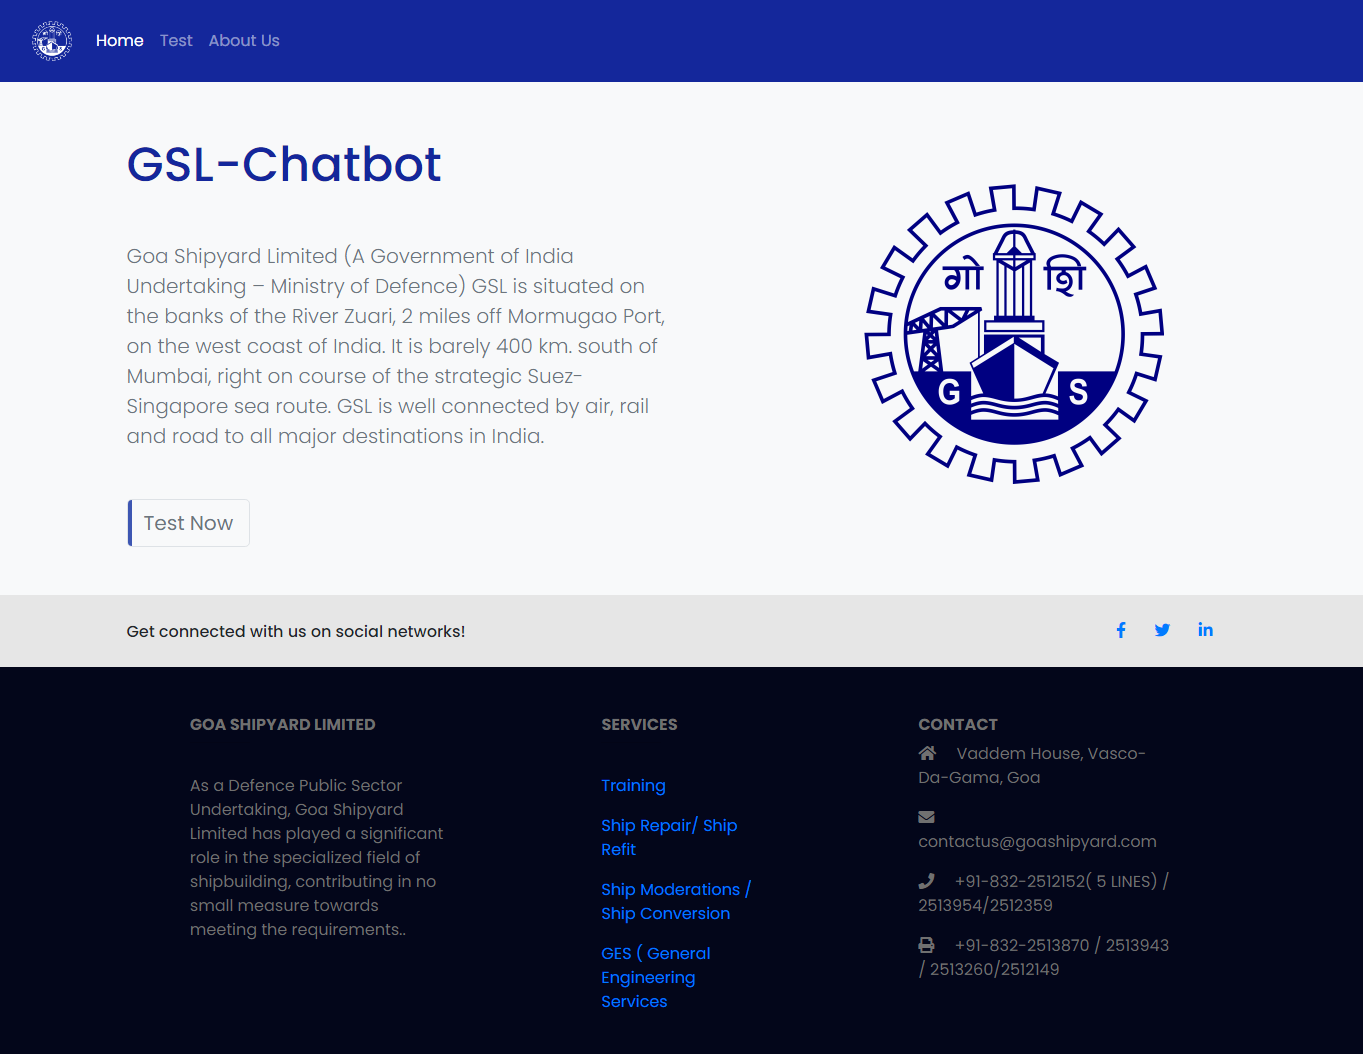 Home Test About Us
GSL-Chatbot
Goa Shipyard Limited (A Government of India
Undertaking – Ministry of Defence) GSL is situated on
the banks of the River Zuari, 2 miles off Mormugao Port,
on the west coast of India. It is barely 400 km. south of
Mumbai, right on course of the strategic Suez-
Singapore sea route. GSL is well connected by air, rail
and road to all major destinations in India.
Test Now
गो शि
G S
Get connected with us on social networks!
GOA SHIPYARD LIMITED
As a Defence Public Sector
Undertaking, Goa Shipyard
Limited has played a significant
role in the specialized field of
shipbuilding, contributing in no
small measure towards
meeting the requirements..
SERVICES
Training
Ship Repair/ Ship
Refit
Ship Moderations /
Ship Conversion
GES ( General
Engineering
Services
CONTACT
Vaddem House, Vasco-
Da-Gama, Goa
contactus@goashipyard.com
+91-832-2512152( 5 LINES) /
2513954/2512359
+91-832-2513870 / 2513943
/ 2513260/2512149